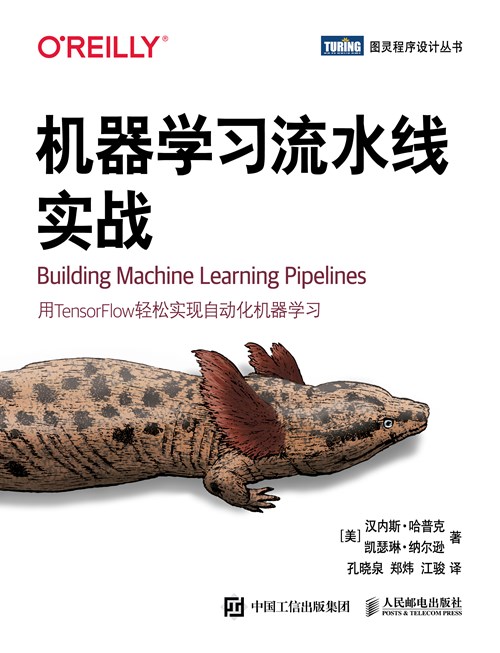 O'REILLY®
TURING 图灵程序设计丛书
机器学习流水线
实战
Building Machine Learning Pipelines
用TensorFlow轻松实现自动化机器学习
[美] 汉内斯·哈普克
凯瑟琳·纳尔逊 著
孔晓泉 郑炜 江骏 译
中国工信出版集团 人民邮电出版社
POSTS & TELECOM PRESS